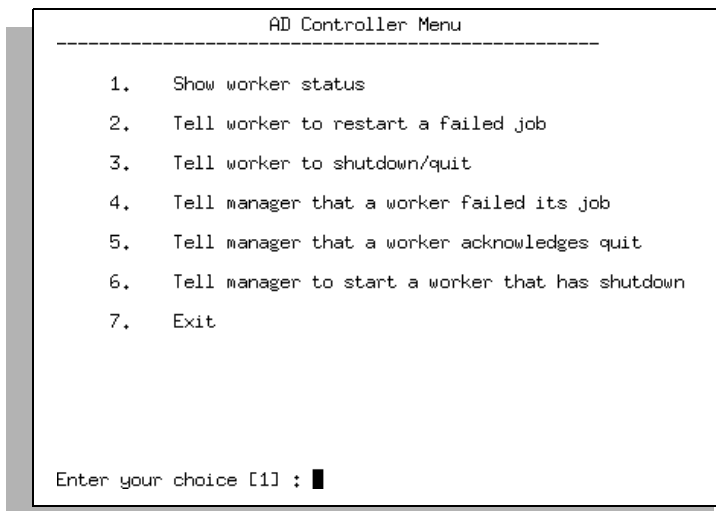 AD Controller Menu
---------------------------------------------------
1. Show worker status
2. Tell worker to restart a failed job
3. Tell worker to shutdown/quit
4. Tell manager that a worker failed its job
5. Tell manager that a worker acknowledges quit
6. Tell manager to start a worker that has shutdown
7. Exit
Enter your choice [1] :